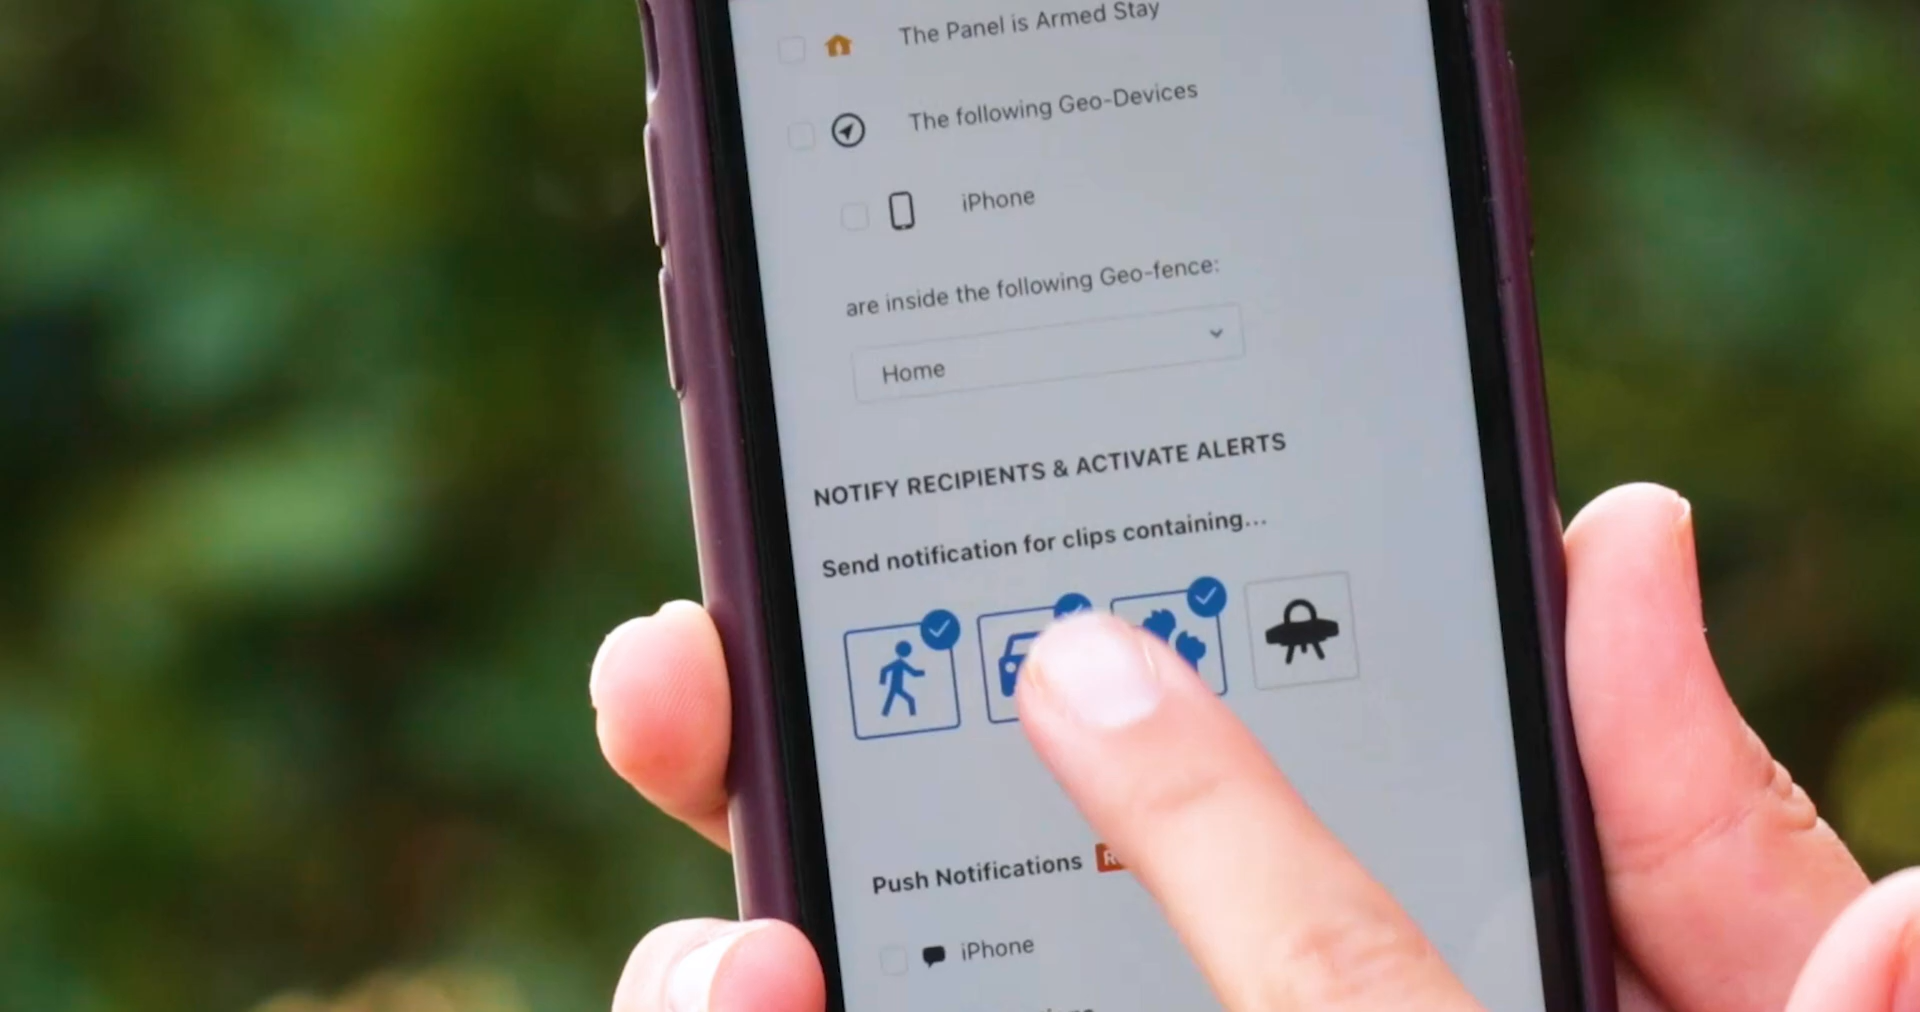 The Panel is Armed Stay
The following Geo-Devices
iPhone
are inside the following Geo-fence:
Home
NOTIFY RECIPIENTS & ACTIVATE ALERTS
Send notification for clips containing...
Push Notifications
iPhone